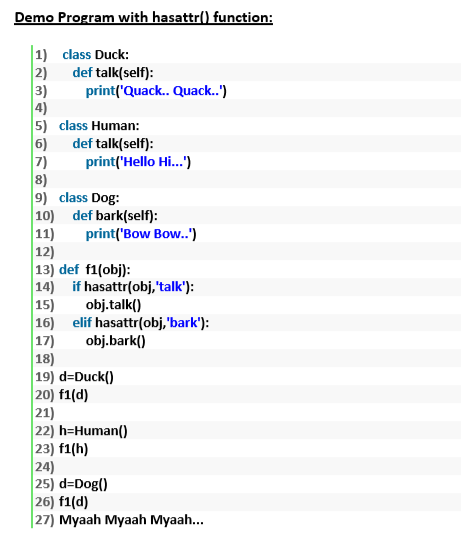 Demo Program with hasattr() function:
1) class Duck:
2) def talk(self):
3) print('Quack.. Quack..')
4)
5) class Human:
6) def talk(self):
7) print('Hello Hi...')
8)
9) class Dog:
10) def bark(self):
11) print('Bow Bow..')
12)
13) def f1(obj):
14) if hasattr(obj,'talk'):
15) obj.talk()
16) elif hasattr(obj,'bark'):
17) obj.bark()
18)
19) d=Duck()
20) f1(d)
21)
22) h=Human()
23) f1(h)
24)
25) d=Dog()
26) f1(d)
27) Myaah Myaah Myaah...